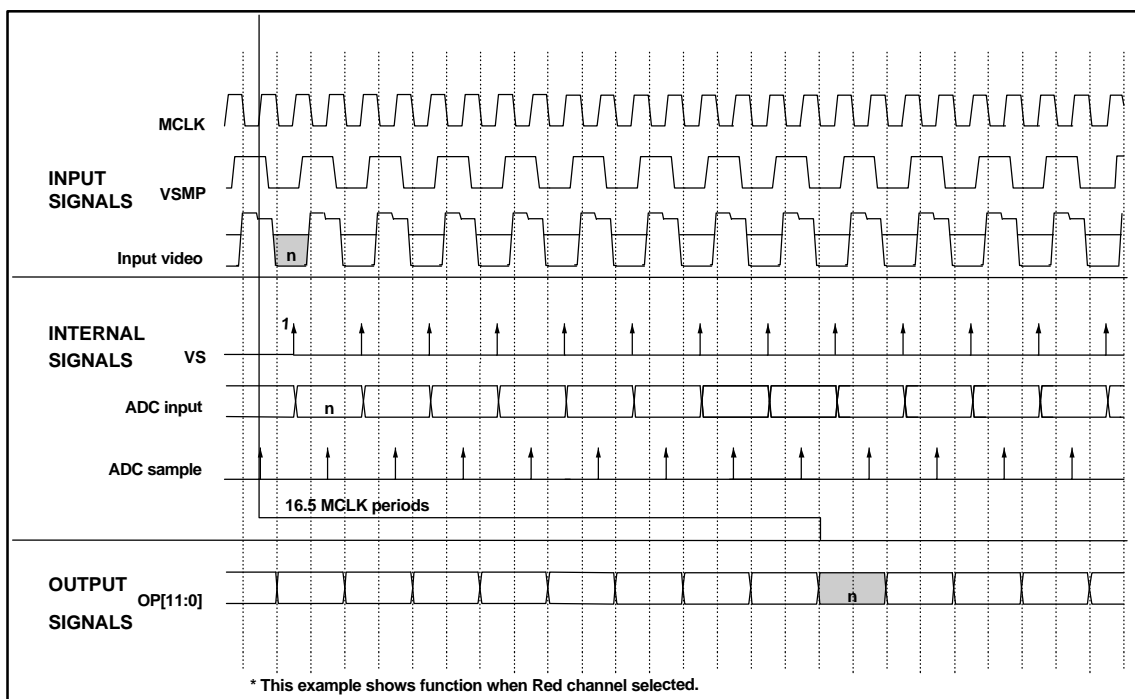 MCLK
INPUT
SIGNALS
VSMP
Input video
n
1
INTERNAL
SIGNALS
VS
ADC input
n
ADC sample
16.5 MCLK periods
OUTPUT
SIGNALS
OP[11:0]
n
* This example shows function when Red channel selected.